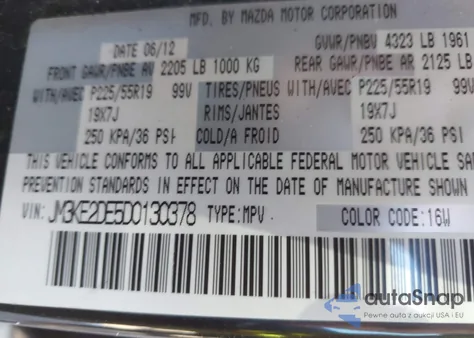 MFD. BY MAZDA MOTOR CORPORATION
DATE 06/12 GVWR/PNBV 4323 LB 1961
FRONT GAWR/PNBE AV 2205 LB 1000 KG REAR GAWR/PNBE AR 2125 LB
WITH/AVEC P225/55R19 99V TIRES/PNEUS WITH/AVEC P225/55R19 99V
19X7J RIMS/JANTES 19X7J
250 KPA/36 PSI COLD/A FROID 250 KPA/36 PSI
THIS VEHICLE CONFORMS TO ALL APPLICABLE FEDERAL MOTOR VEHICLE SA
PREVENTION STANDARDS IN EFFECT ON THE DATE OF MANUFACTURE SHOWN
VIN: JM3KE2DE5D0130378 TYPE:MPV COLOR CODE:16W
autaSnap
Pewne auta z aukcji USA i EU